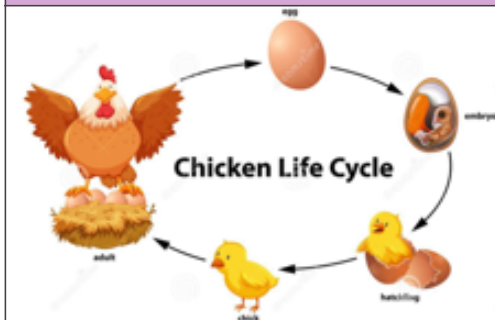 egg
embryo
Chicken Life Cycle
adult
hatchling
chick